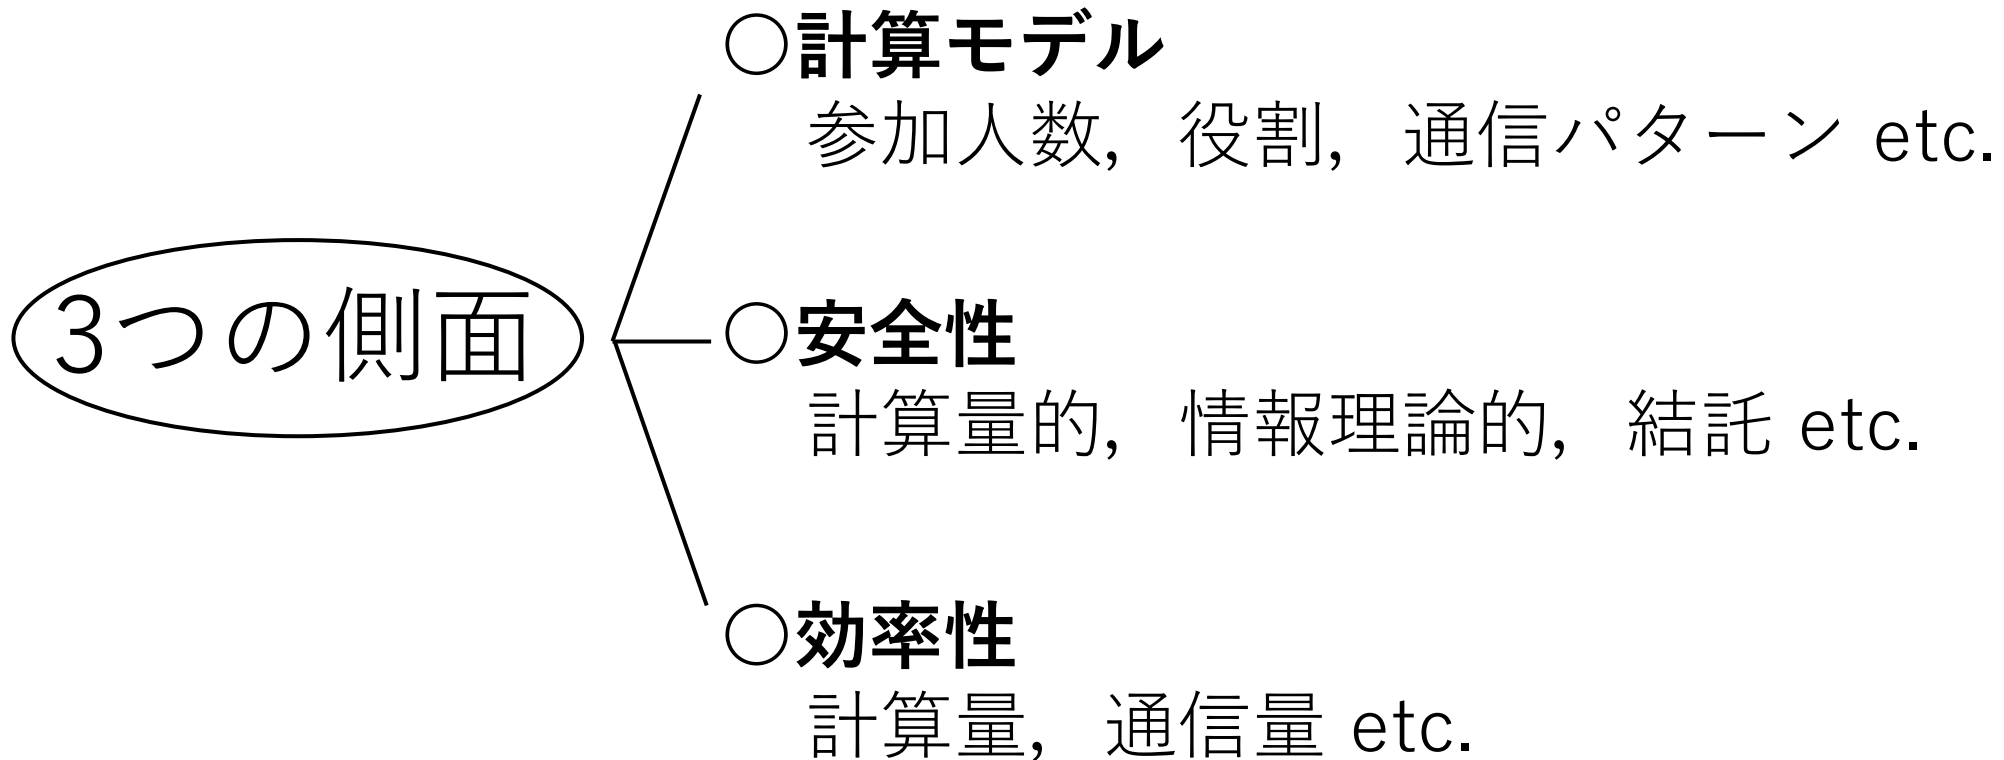 3つの側面
○計算モデル
参加人数，役割，通信パターン etc.
○安全性
計算量的，情報理論的，結託 etc.
○効率性
計算量，通信量 etc.